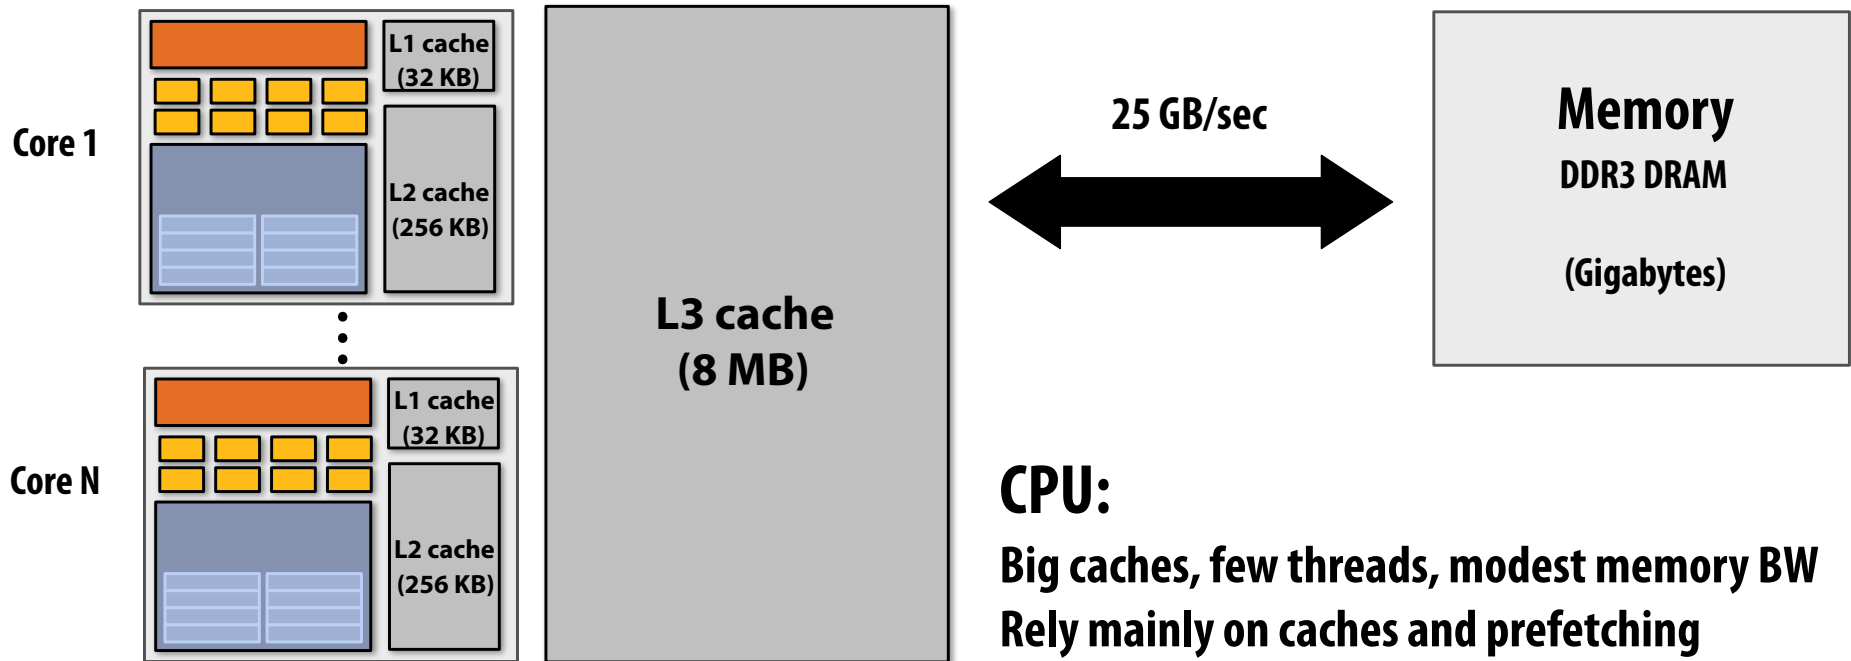 Core 1
L1 cache
(32 KB)
L2 cache
(256 KB)
Core N
L1 cache
(32 KB)
L2 cache
(256 KB)
L3 cache
(8 MB)
25 GB/sec
Memory
DDR3 DRAM
(Gigabytes)
CPU:
Big caches, few threads, modest memory BW
Rely mainly on caches and prefetching